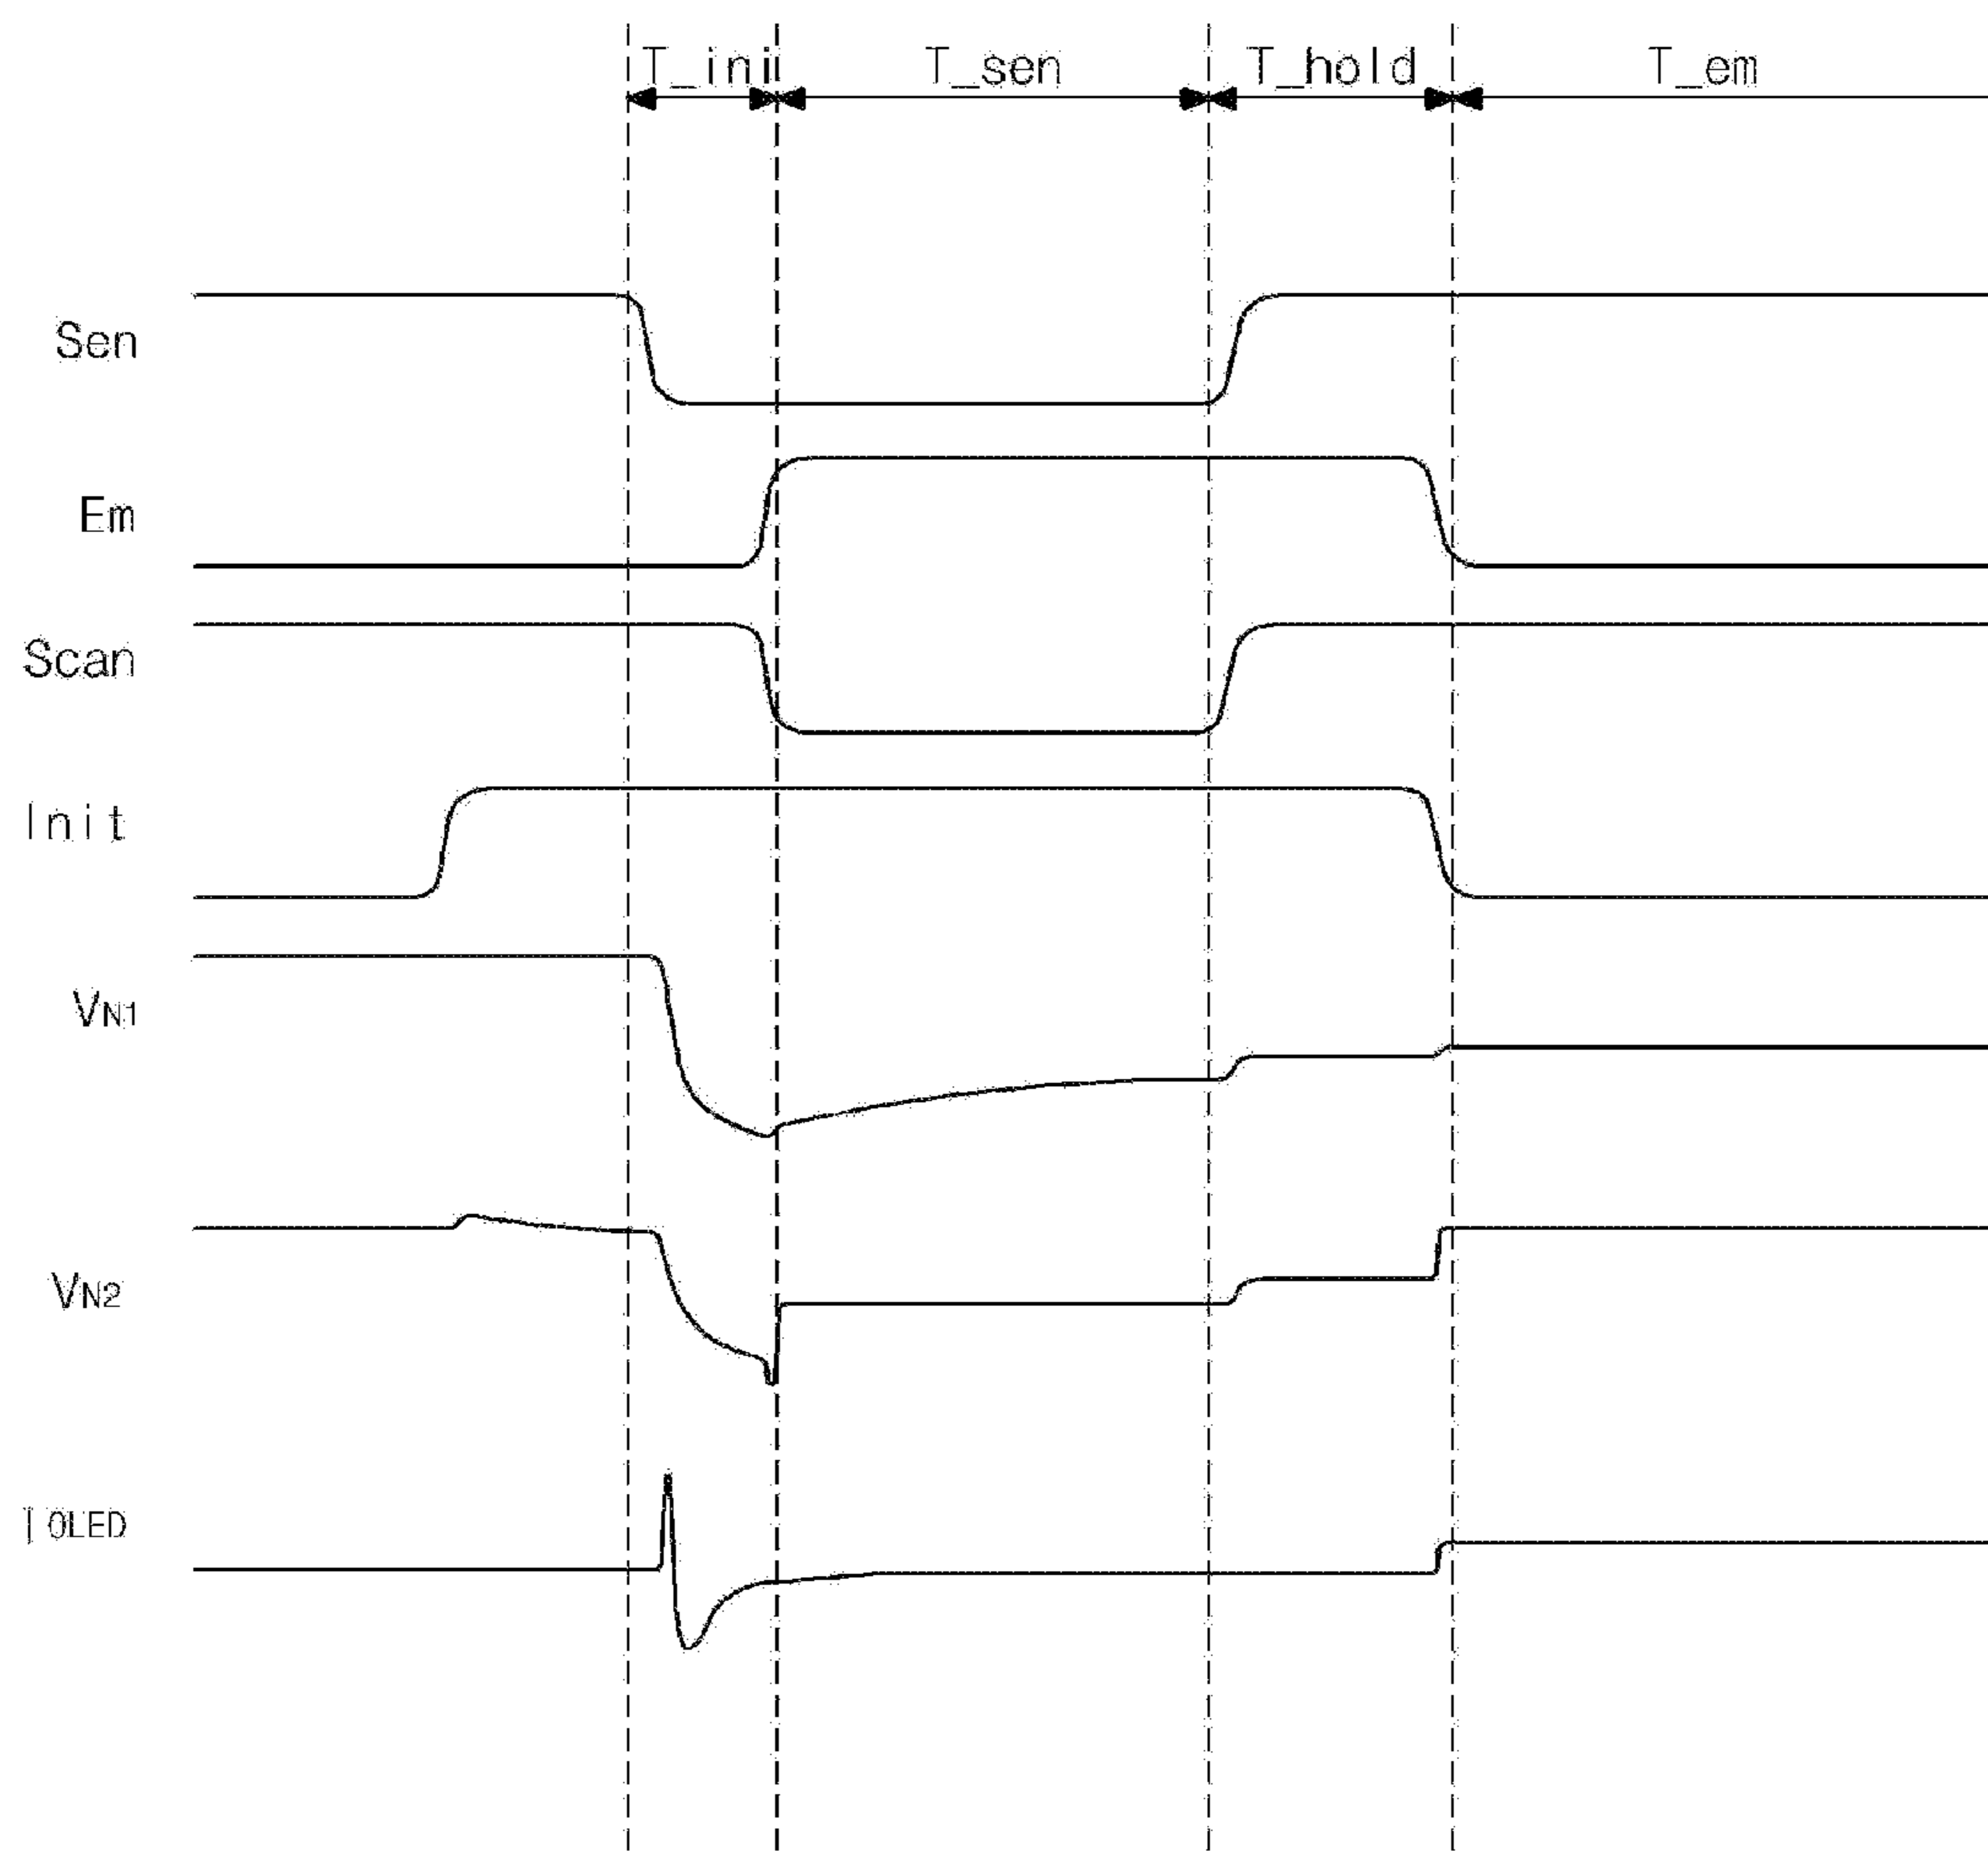 T_ini T_sen T_hold T_em
Sen
Em
Scan
Init
VN1
VN2
IOLED